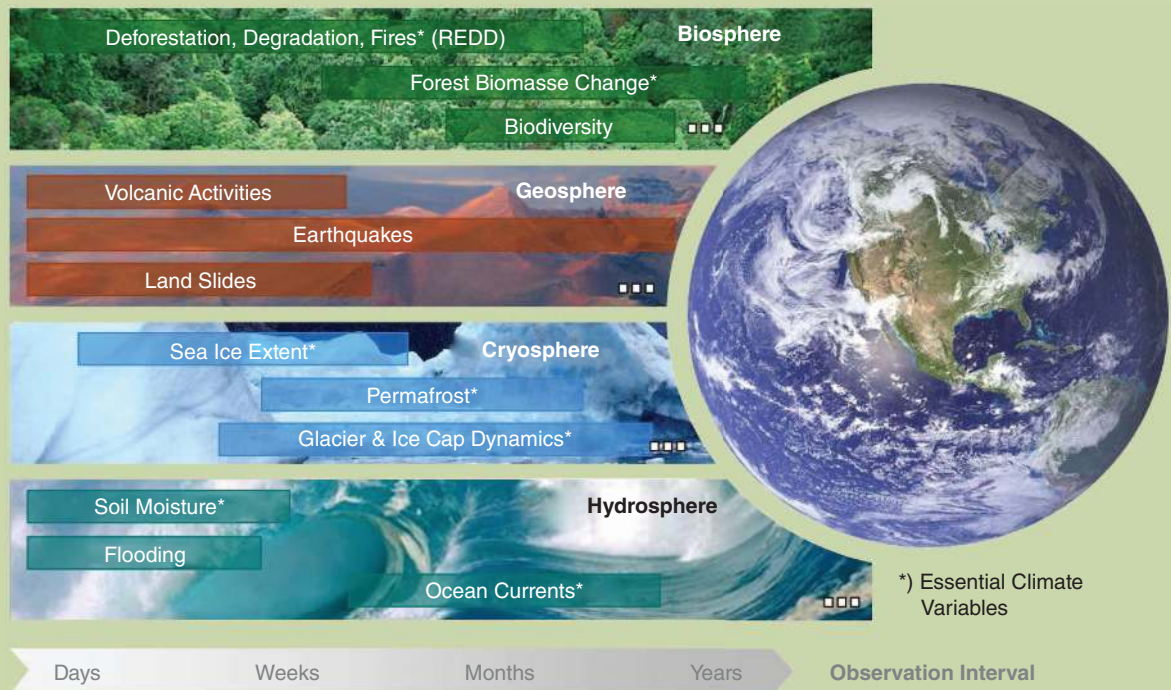 Deforestation, Degradation, Fires* (REDD)
Biosphere
Forest Biomasse Change*
Biodiversity
Volcanic Activities
Geosphere
Earthquakes
Land Slides
Sea Ice Extent*
Cryosphere
Permafrost*
Glacier & Ice Cap Dynamics*
Soil Moisture*
Hydrosphere
Flooding
Ocean Currents*
*) Essential Climate
Variables
Days Weeks Months Years Observation Interval